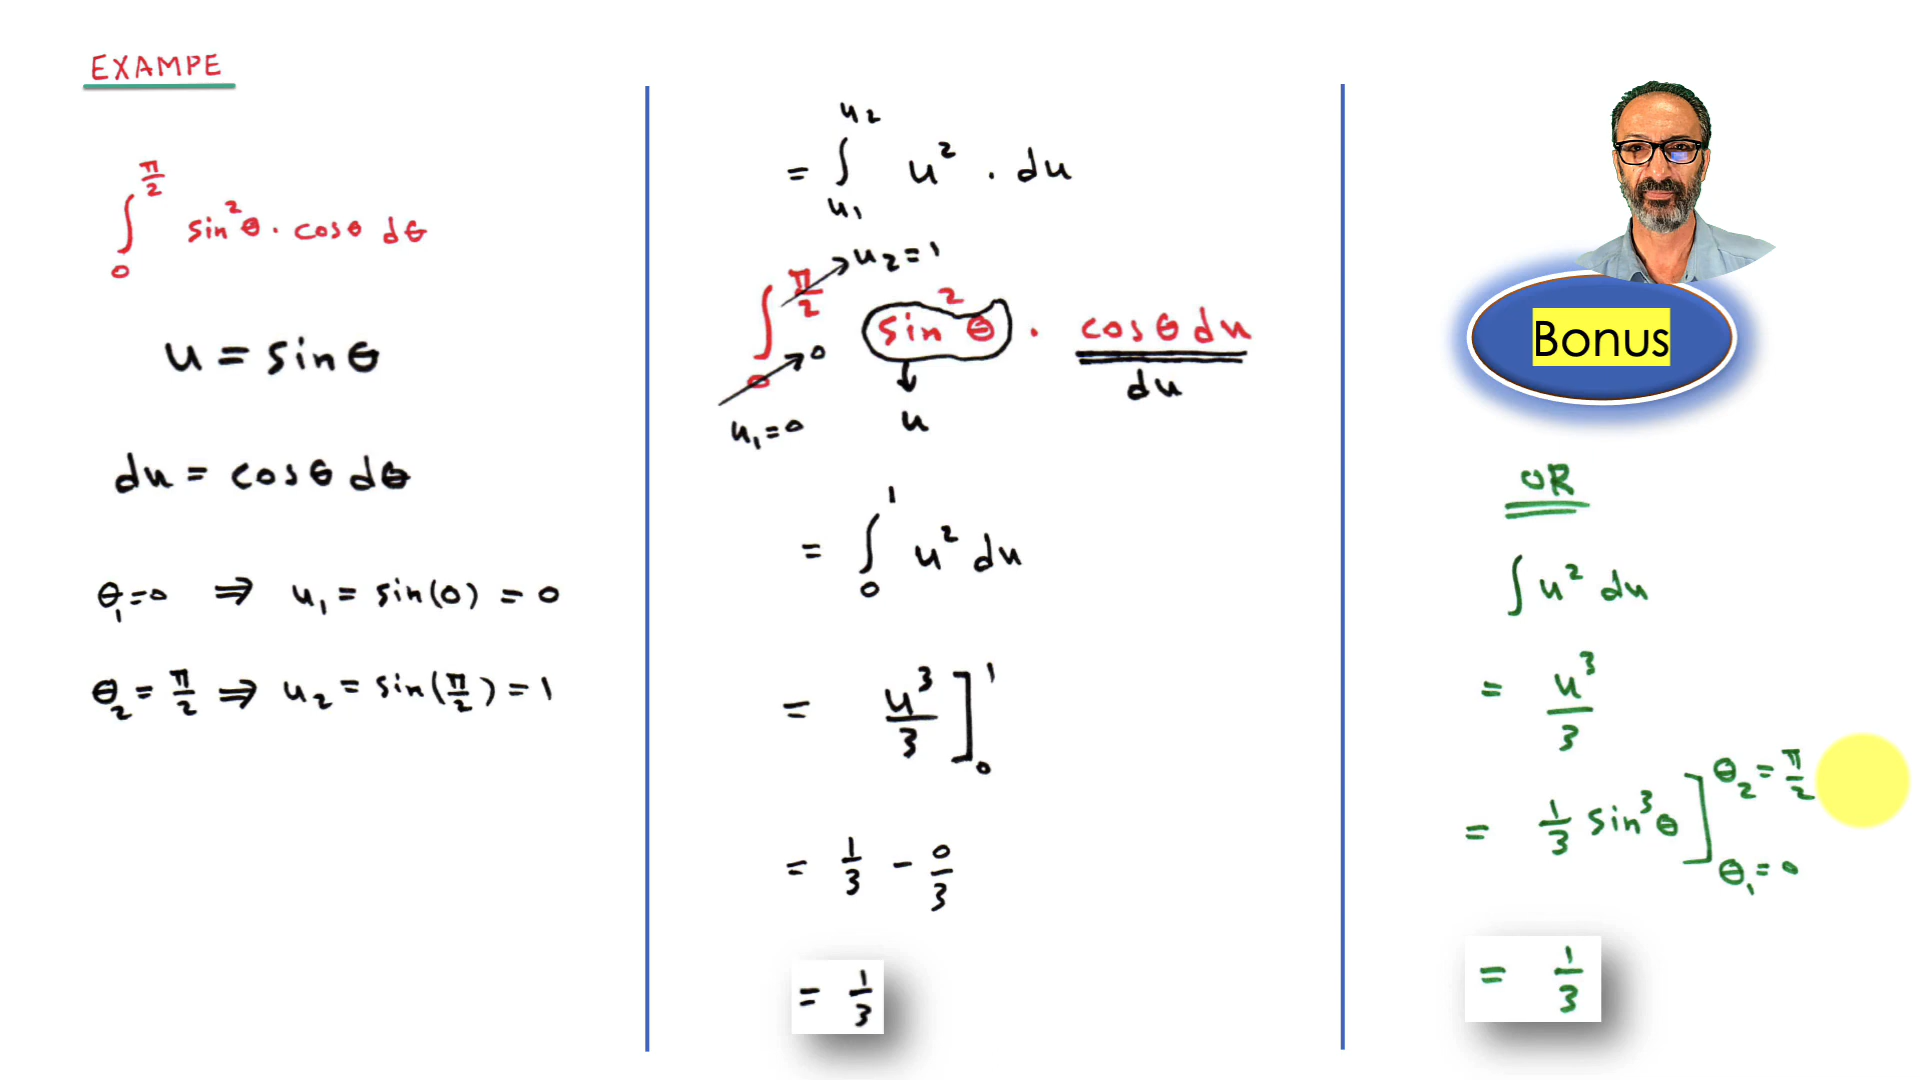 EXAMPE
∫₀^(π/2) sin²θ · cosθ dθ
u = sinθ
du = cosθ dθ
θ₁=0 ⇒ u₁ = sin(0) = 0
θ₂ = π/2 ⇒ u₂ = sin(π/2) = 1
= ∫_(u₁)^(u₂) u² · du
u₂=1
∫₀^(π/2) sin²θ · cosθ du
0
u₁=0
u
du
= ∫₀¹ u² du
= u³/3 ]₀¹
= 1/3 - 0/3
= 1/3
Bonus
OR
∫ u² du
= u³/3
= 1/3 sin³θ ]_(θ₁=0)^(θ₂=π/2)
= 1/3